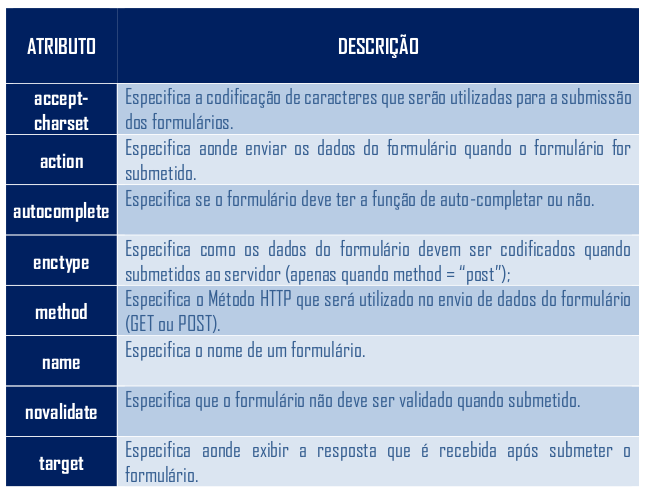 ATRIBUTO DESCRIÇÃO
accept-
charset
Especifica a codificação de caracteres que serão utilizadas para a submissão
dos formulários.
action
Especifica aonde enviar os dados do formulário quando o formulário for
submetido.
autocomplete
Especifica se o formulário deve ter a função de auto-completar ou não.
enctype
Especifica como os dados do formulário devem ser codificados quando
submetidos ao servidor (apenas quando method = “post”);
method
Especifica o Método HTTP que será utilizado no envio de dados do formulário
(GET ou POST).
name
Especifica o nome de um formulário.
novalidate
Especifica que o formulário não deve ser validado quando submetido.
target
Especifica aonde exibir a resposta que é recebida após submeter o
formulário.